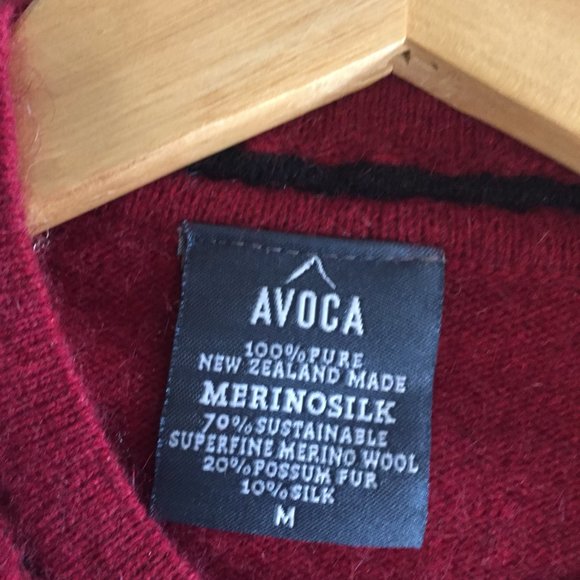 AVOCA
100% PURE
NEW ZEALAND MADE
MERINOSILK
70% SUSTAINABLE
SUPERFINE MERINO WOOL
20% POSSUM FUR
10% SILK
M